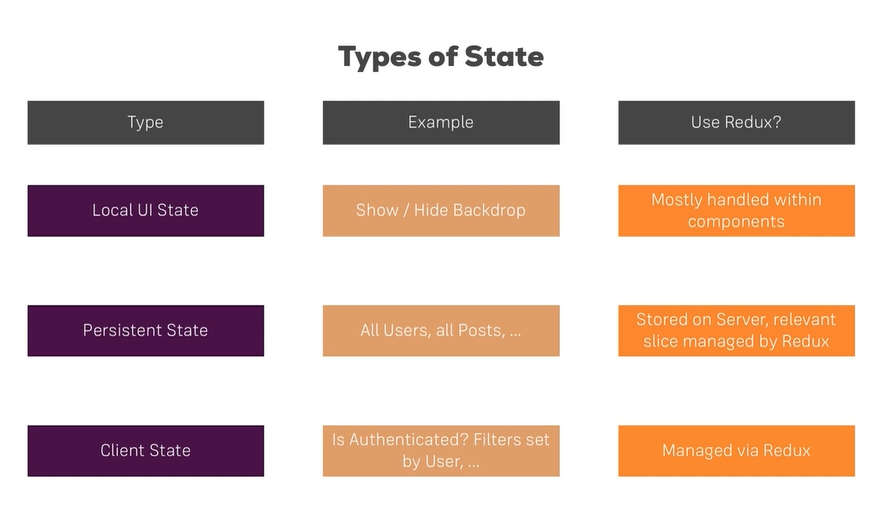 Types of State
Type
Example
Use Redux?
Local UI State
Show / Hide Backdrop
Mostly handled within
components
Persistent State
All Users, all Posts, ...
Stored on Server, relevant
slice managed by Redux
Client State
Is Authenticated? Filters set
by User, ...
Managed via Redux